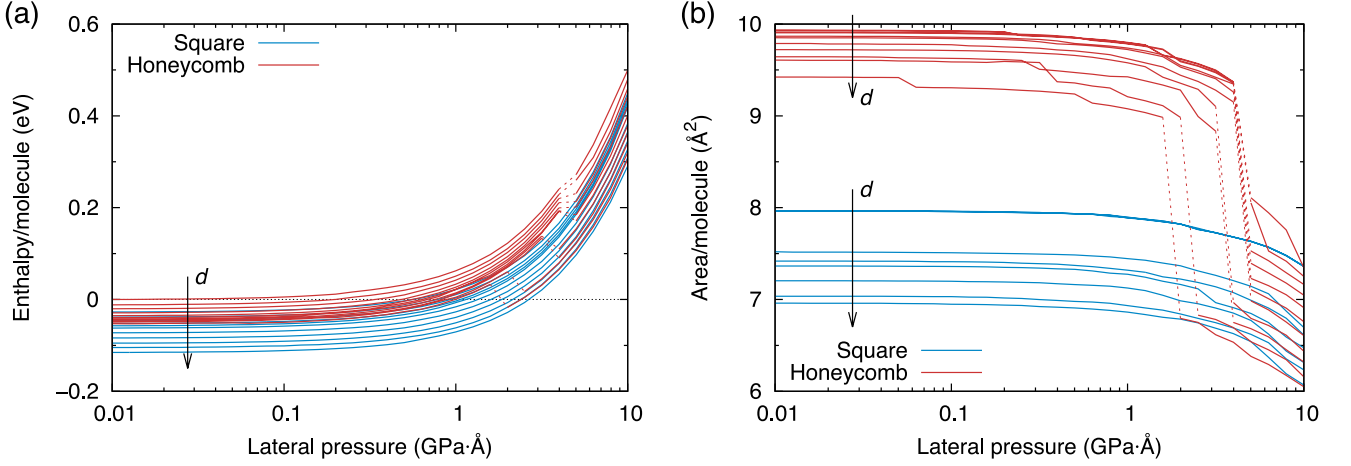 (a)
Enthalpy/molecule (eV)
0.6
0.4
0.2
0
−0.2
Square
Honeycomb
d
0.01
0.1
1
10
Lateral pressure (GPa·Å)
(b)
Area/molecule (Å²)
10
9
8
7
6
d
d
Square
Honeycomb
0.01
0.1
1
10
Lateral pressure (GPa·Å)